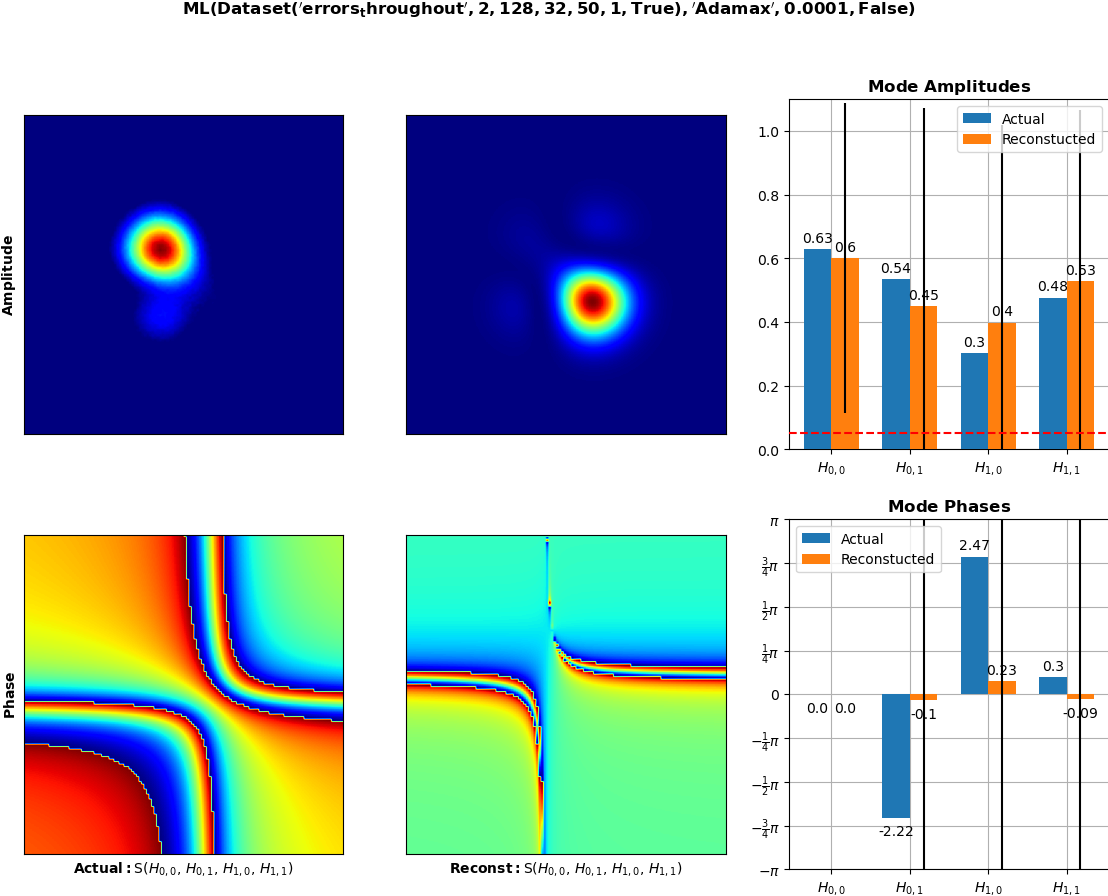 ML(Dataset('errors_throughout', 2, 128, 32, 50, 1, True), 'Adamax', 0.0001, False)
Mode Amplitudes
Amplitude
Actual
Reconstucted
1.0
0.8
0.6
0.4
0.2
0.0
0.63
0.6
0.54
0.45
0.3
0.4
0.48
0.53
H0,0
H0,1
H1,0
H1,1
Mode Phases
Phase
Actual
Reconstucted
π
3/4π
1/2π
1/4π
0
−1/4π
−1/2π
−3/4π
−π
0.0
0.0
-2.22
-0.1
2.47
0.23
0.3
-0.09
H0,0
H0,1
H1,0
H1,1
Actual: S(H0,0, H0,1, H1,0, H1,1)
Reconst: S(H0,0, H0,1, H1,0, H1,1)